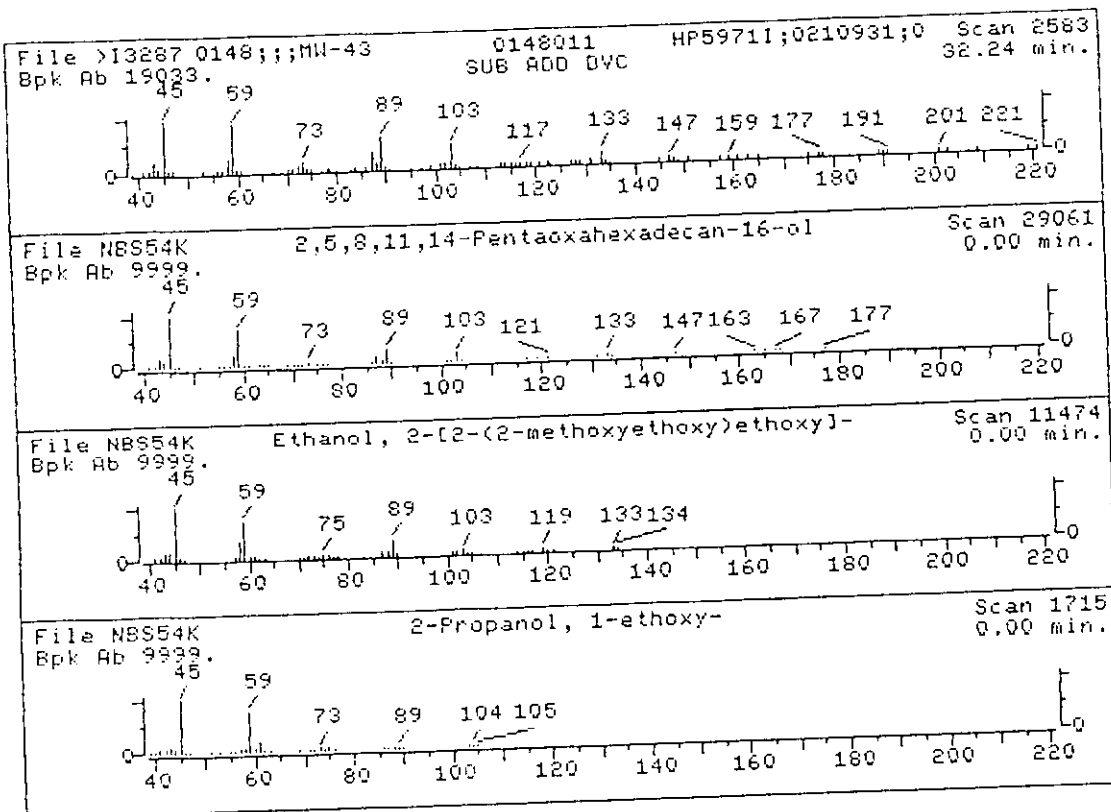 File >I3287 0148;;;MW-43 0148011 HP5971I;0210931;0 Scan 2583
Bpk Ab 19033. SUB ADD DVC 32.24 min.
45 59 73 89 103 117 133 147 159 177 191 201 221
0 0
40 60 80 100 120 140 160 180 200 220
File NBS54K 2,5,8,11,14-Pentaoxahexadecan-16-ol Scan 29061
Bpk Ab 9999. 0.00 min.
45 59 73 89 103 121 133 147 163 167 177
0 0
40 60 80 100 120 140 160 180 200 220
File NBS54K Ethanol, 2-[2-(2-methoxyethoxy)ethoxy]- Scan 11474
Bpk Ab 9999. 0.00 min.
45 59 75 89 103 119 133 134
0 0
40 60 80 100 120 140 160 180 200 220
File NBS54K 2-Propanol, 1-ethoxy- Scan 1715
Bpk Ab 9999. 0.00 min.
45 59 73 89 104 105
0 0
40 60 80 100 120 140 160 180 200 220